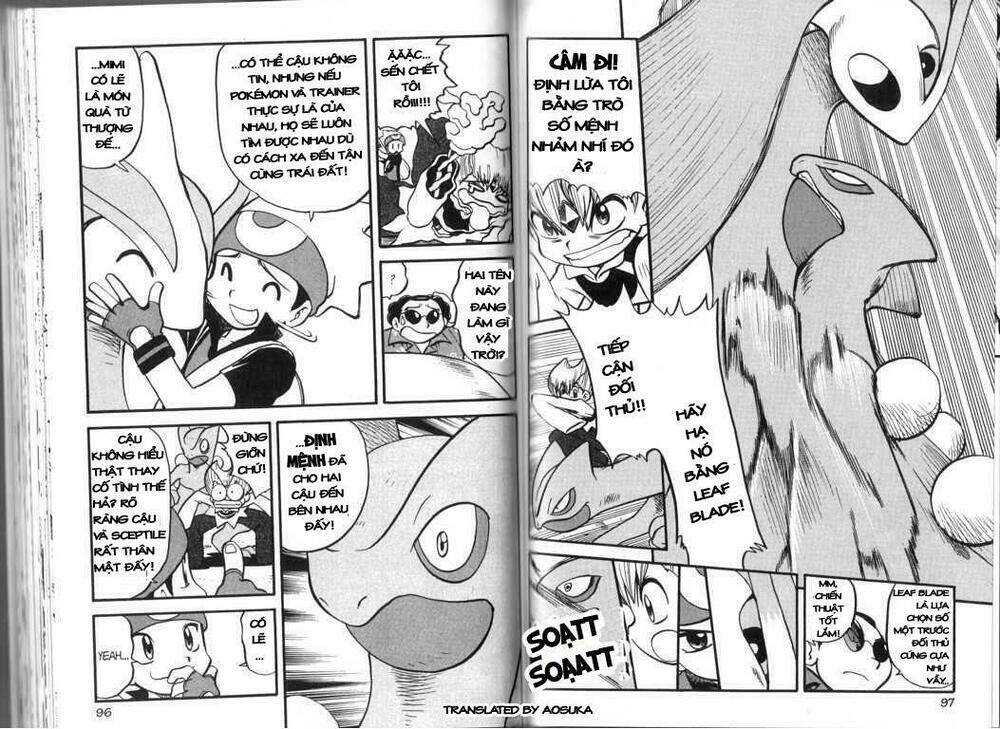 ...MIMI
CÓ LẼ
LÀ MÓN
QUÀ TỪ
THƯỢNG
ĐẾ...
...CÓ THỂ CẬU KHÔNG
TIN, NHƯNG NẾU
POKÉMON VÀ TRAINER
THỰC SỰ LÀ CỦA
NHAU, HỌ SẼ LUÔN
TÌM ĐƯỢC NHAU DÙ
CÓ CÁCH XA ĐẾN TẬN
CÙNG TRÁI ĐẤT!
ẶẶẶC...
SẾN CHẾT
TÔI
RỒIIII!!!
?
HAI TÊN
NÀY
ĐANG
LÀM GÌ
VẬY
TRỜI?
CẬU
KHÔNG HIỂU
THẬT THAY
CỐ TÌNH THẾ
HẢ? RÕ
RÀNG CẬU
VÀ SCEPTILE
RẤT THÂN
MẬT ĐẤY!
ĐỪNG
GIỠN
CHỨ!
CÓ
LẼ
...
YEAH...
...ĐỊNH
MỆNH ĐÃ
CHO HAI
CẬU ĐẾN
BÊN NHAU
ĐẤY!
96
CÂM ĐI!
ĐỊNH LỪA TÔI
BẰNG TRÒ
SỐ MỆNH
NHẢM NHÍ ĐÓ
À?
TIẾP
CẬN
ĐỐI
THỦ!!
HÃY
HẠ
NÓ
BẰNG
LEAF
BLADE!
SOẠTT
SOẠATT
MM,
CHIẾN
THUẬT
TỐT
LẮM!
LEAF BLADE
LÀ LỰA
CHỌN SỐ
MỘT TRƯỚC
ĐỐI THỦ
CỨNG CỰA
NHƯ
VẬY...
97
TRANSLATED BY AOSUKA